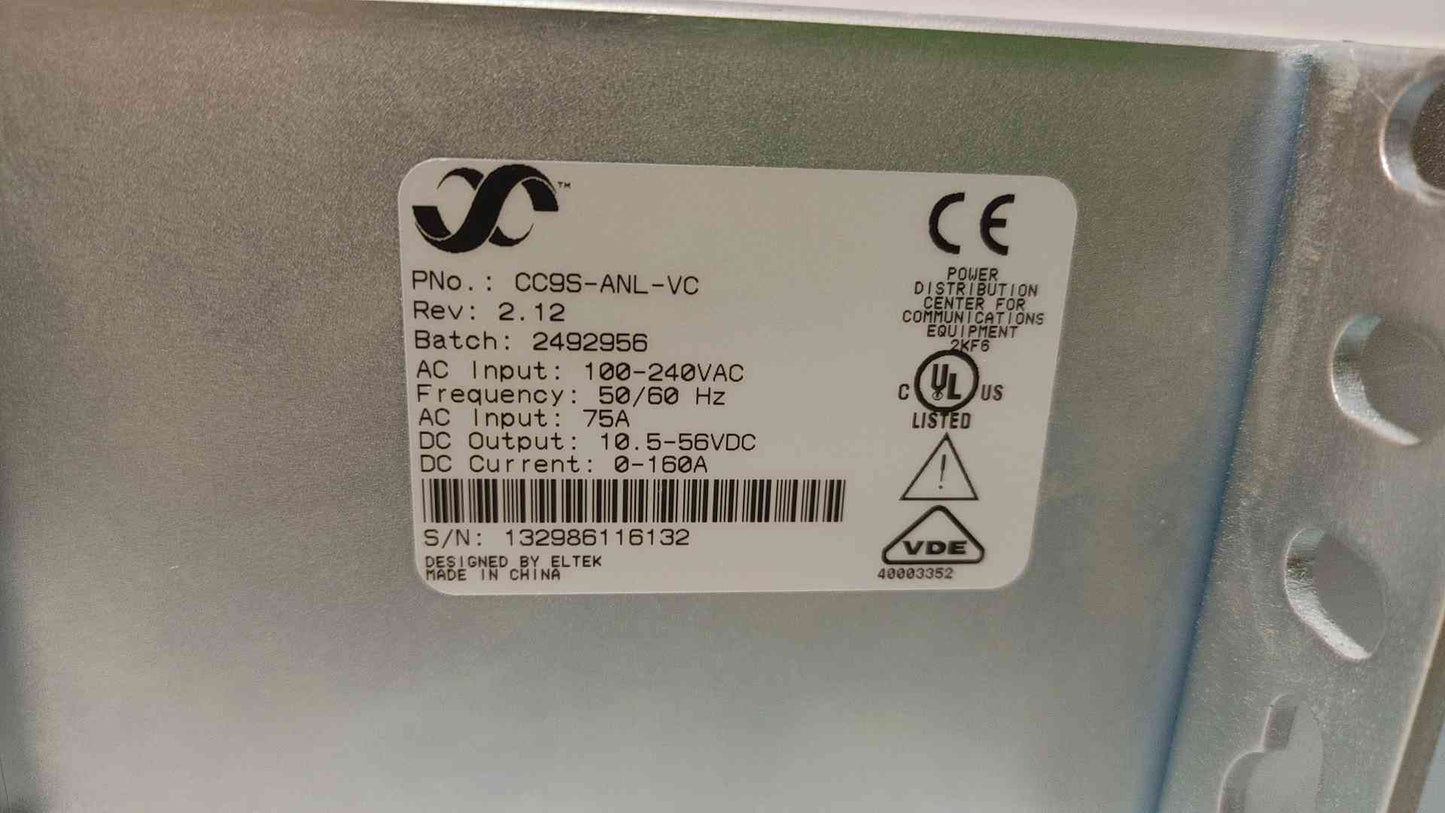 TM
PNo.: CC9S-ANL-VC
Rev: 2.12
Batch: 2492956
AC Input: 100-240VAC
Frequency: 50/60 Hz
AC Input: 75A
DC Output: 10.5-56VDC
DC Current: 0-160A
S/N: 132986116132
DESIGNED BY ELTEK
MADE IN CHINA
CE
POWER
DISTRIBUTION
CENTER FOR
COMMUNICATIONS
EQUIPMENT
2KF6
C UL US
LISTED
!
VDE
40003352